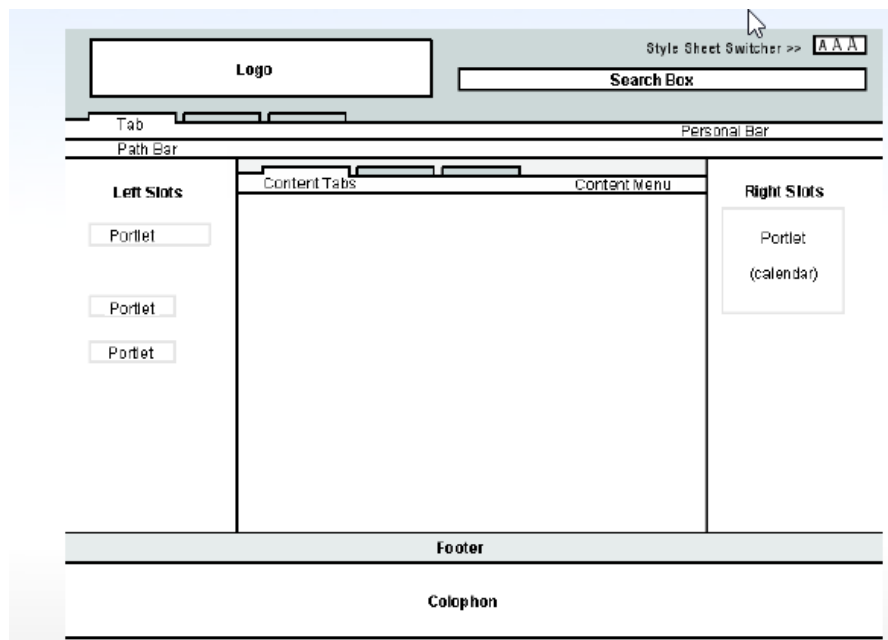 Style Sheet Switcher >> A A A
Logo
Search Box
Tab
Personal Bar
Path Bar
Content Tabs
Content Menu
Left Slots
Right Slots
Portlet
Portlet
(calendar)
Portlet
Portlet
Footer
Colophon